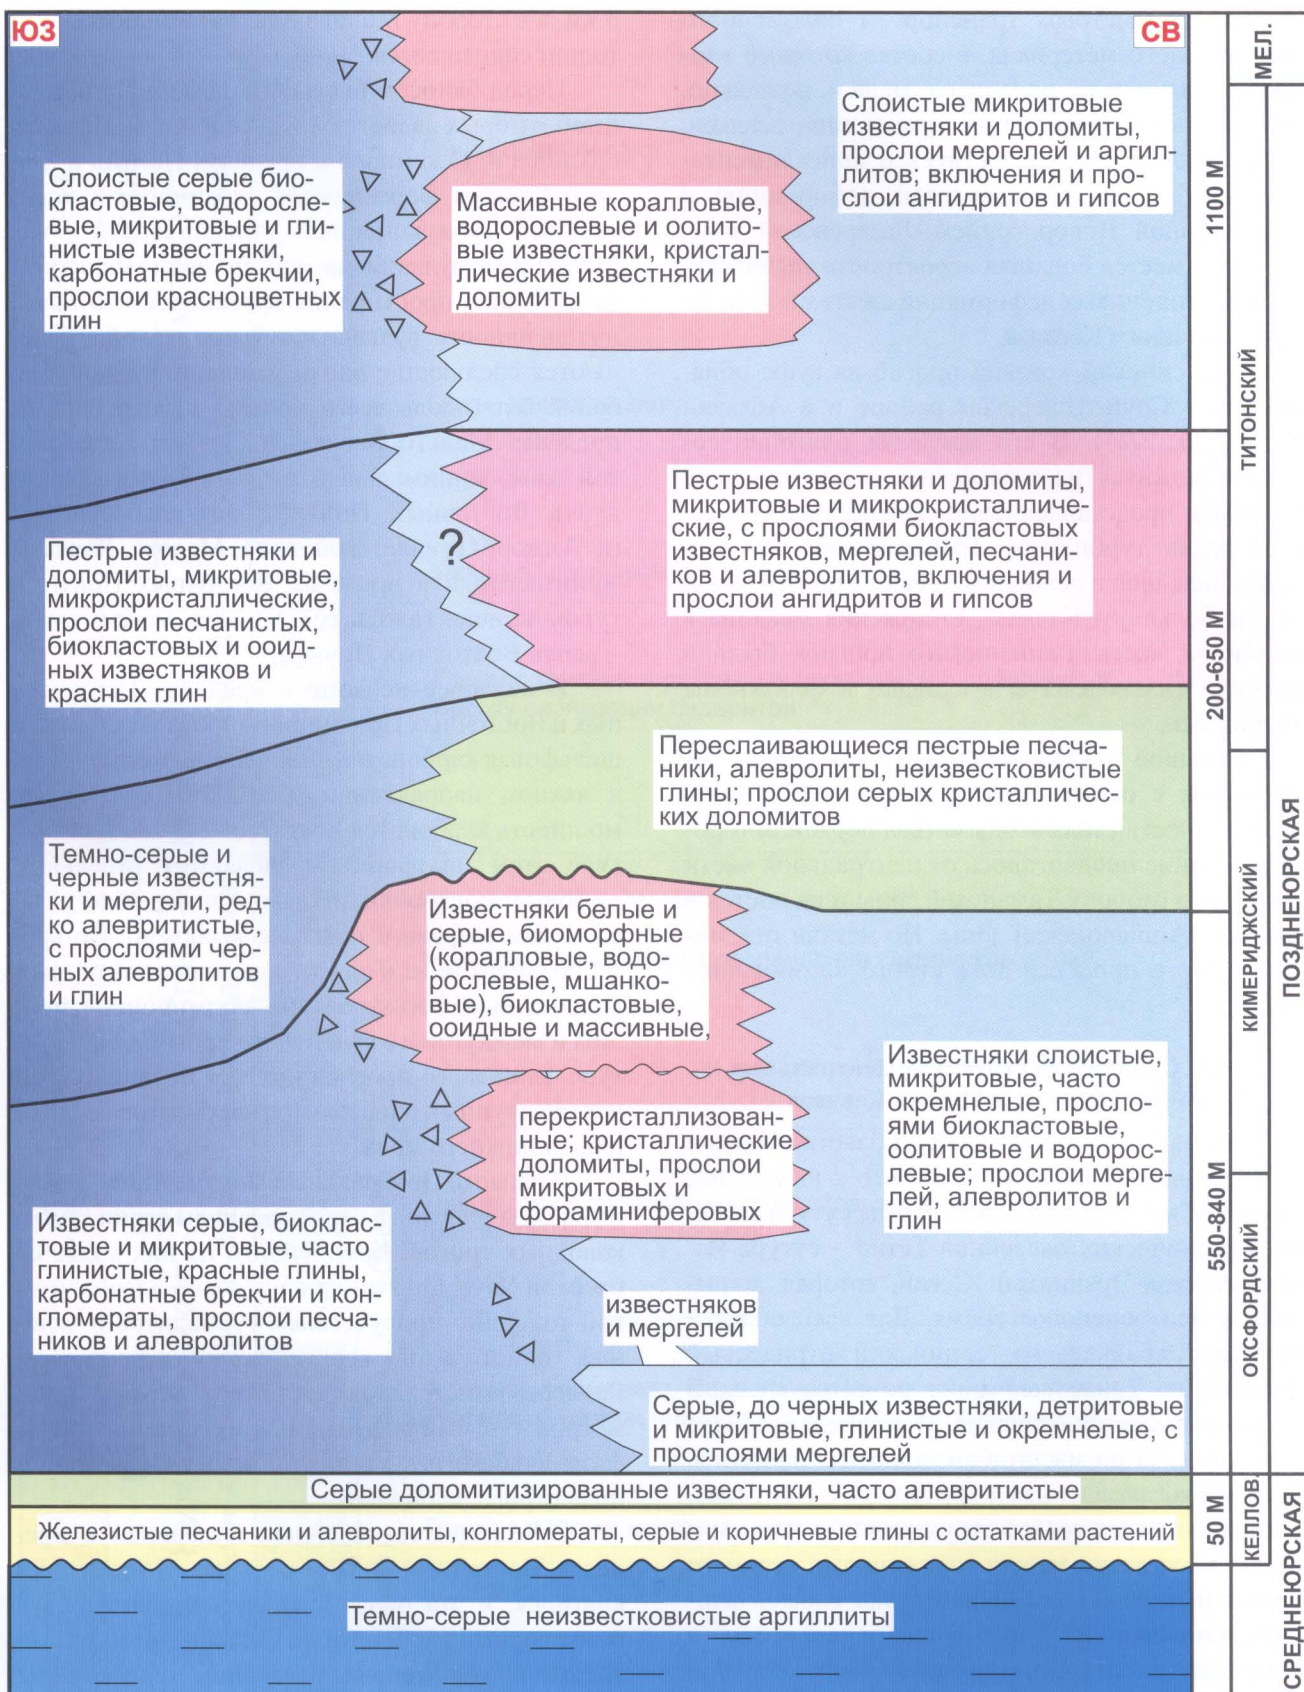 ЮЗ
СВ
МЕЛ.
Слоистые микритовые
известняки и доломиты,
прослои мергелей и аргил-
литов; включения и про-
слои ангидритов и гипсов
Слоистые серые био-
кластовые, водоросле-
вые, микритовые и гли-
нистые известняки,
карбонатные брекчии,
прослои красноцветных
глин
Массивные коралловые,
водорослевые и оолито-
вые известняки, кристал-
лические известняки и
доломиты
1100 М
ТИТОНСКИЙ
Пестрые известняки и доломиты,
микритовые и микрокристалличе-
ские, с прослоями биокластовых
известняков, мергелей, песчани-
ков и алевролитов, включения и
прослои ангидритов и гипсов
?
Пестрые известняки и
доломиты, микритовые,
микрокристаллические,
прослои песчанистых,
биокластовых и ооид-
ных известняков и
красных глин
200-650 М
Переслаивающиеся пестрые песча-
ники, алевролиты, неизвестковистые
глины; прослои серых кристалличес-
ких доломитов
Темно-серые и
черные известня-
ки и мергели, ред-
ко алевритистые,
с прослоями чер-
ных алевролитов
и глин
Известняки белые и
серые, биоморфные
(коралловые, водо-
рослевые, мшанко-
вые), биокластовые,
ооидные и массивные,
КИМЕРИДЖСКИЙ
ПОЗДНЕЮРСКАЯ
Известняки слоистые,
микритовые, часто
окремнелые, просло-
ями биокластовые,
оолитовые и водорос-
левые; прослои мерге-
лей, алевролитов и
глин
перекристаллизован-
ные; кристаллические
доломиты, прослои
микритовых и
фораминиферовых
Известняки серые, биоклас-
товые и микритовые, часто
глинистые, красные глины,
карбонатные брекчии и кон-
гломераты, прослои песча-
ников и алевролитов
известняков
и мергелей
550-840 М
ОКСФОРДСКИЙ
Серые, до черных известняки, детритовые
и микритовые, глинистые и окремнелые, с
прослоями мергелей
Серые доломитизированные известняки, часто алевритистые
Железистые песчаники и алевролиты, конгломераты, серые и коричневые глины с остатками растений
50 М
КЕЛЛОВ.
СРЕДНЕЮРСКАЯ
Темно-серые неизвестковистые аргиллиты